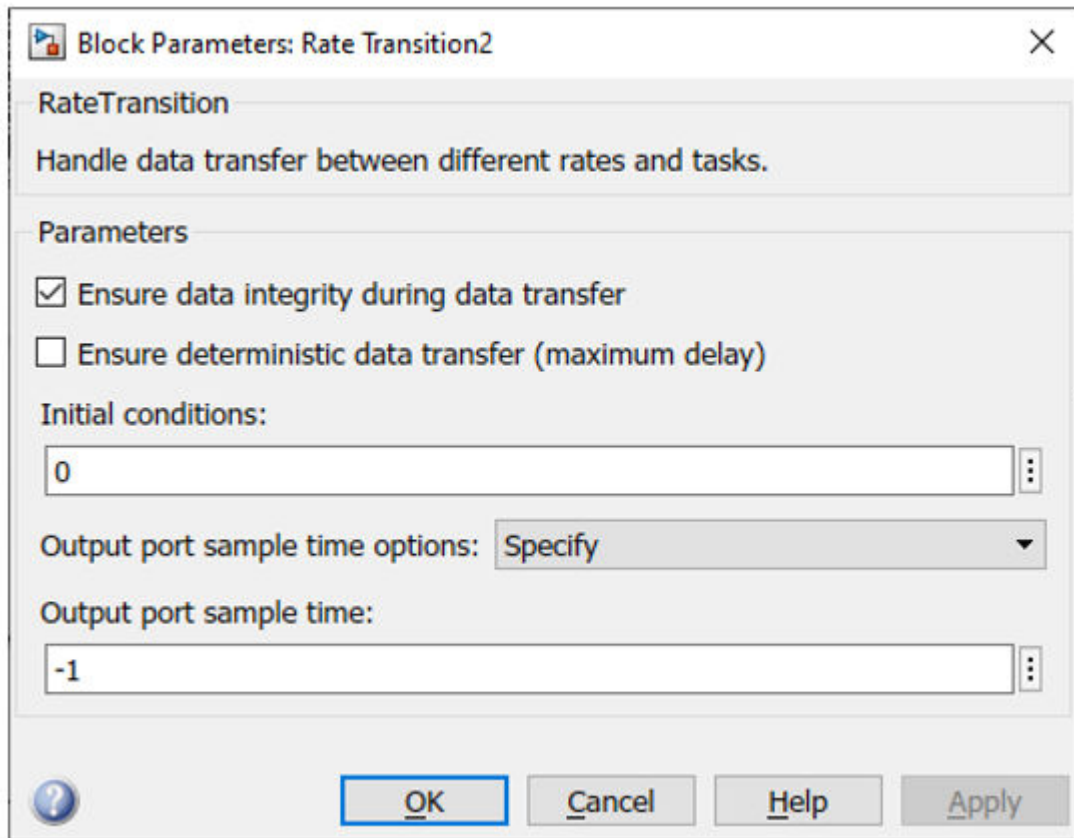 Block Parameters: Rate Transition2
RateTransition
Handle data transfer between different rates and tasks.
Parameters
Ensure data integrity during data transfer
Ensure deterministic data transfer (maximum delay)
Initial conditions:
0
Output port sample time options: Specify
Output port sample time:
-1
OK Cancel Help Apply